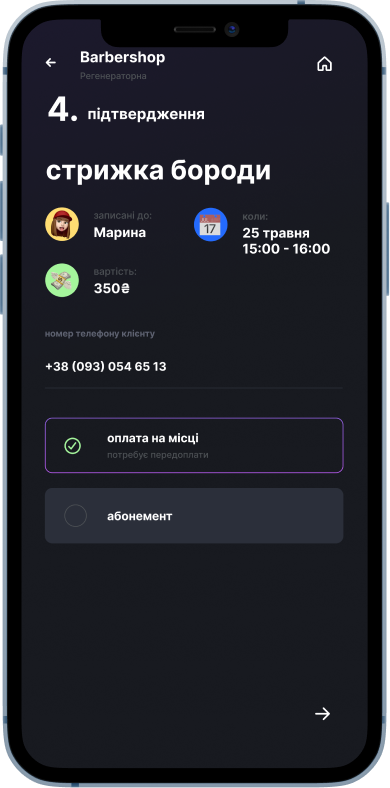 Barbershop
Регенераторна
4. підтвердження
стрижка бороди
записані до:
Марина
коли:
25 травня
15:00 - 16:00
вартість:
350₴
номер телефону клієнту
+38 (093) 054 65 13
оплата на місці
потребує передоплати
абонемент
17